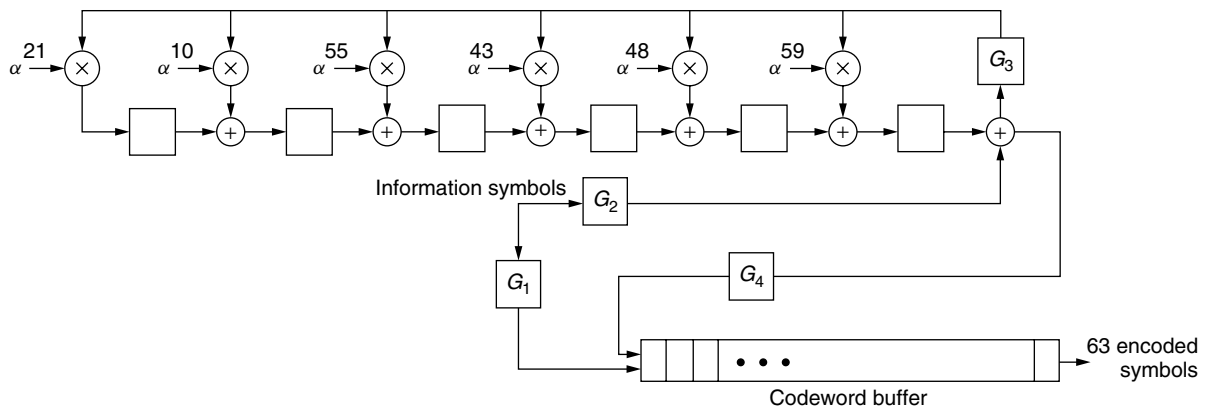 21 10 55 43 48 59
α × α × α × α × α × α × G3
+ + + + + +
Information symbols
G2
G1
G4
63 encoded
symbols
• • •
Codeword buffer